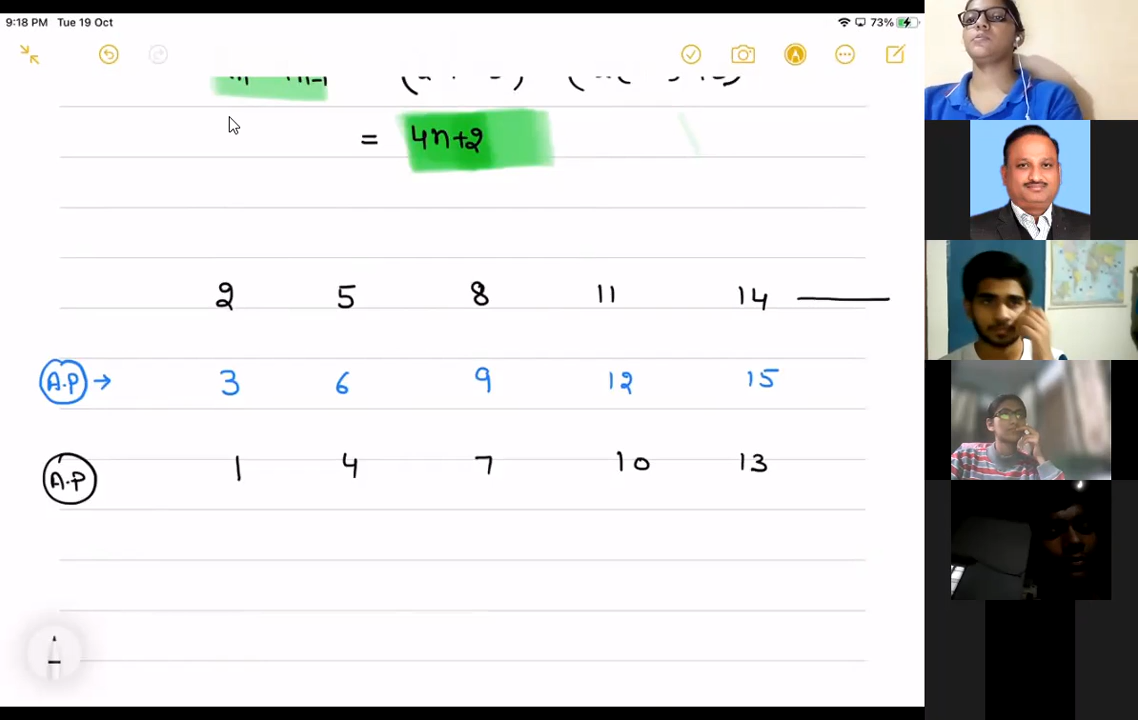 9:18 PM Tue 19 Oct 73%
= 4n+2
2 5 8 11 14
A.P → 3 6 9 12 15
A.P 1 4 7 10 13